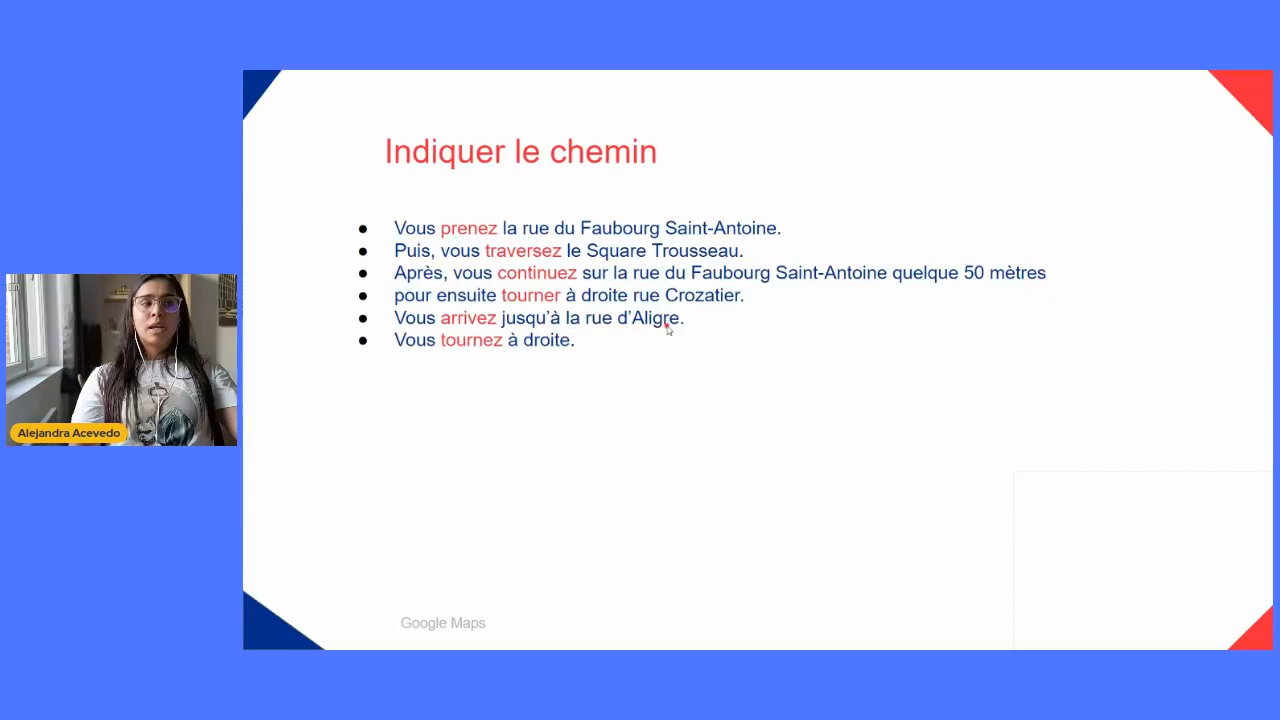 Indiquer le chemin
Vous prenez la rue du Faubourg Saint-Antoine.
Puis, vous traversez le Square Trousseau.
Après, vous continuez sur la rue du Faubourg Saint-Antoine quelque 50 mètres
pour ensuite tourner à droite rue Crozatier.
Vous arrivez jusqu'à la rue d'Aligre.
Vous tournez à droite.
Alejandra Acevedo
Google Maps